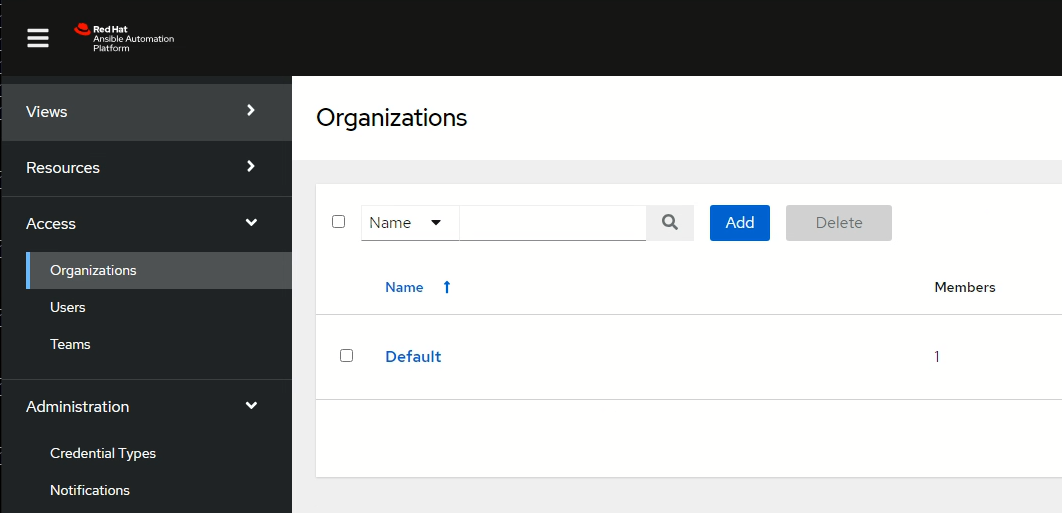 Red Hat
Ansible Automation
Platform
Views
Resources
Access
Organizations
Users
Teams
Administration
Credential Types
Notifications
Organizations
Name Add Delete
Name Members
Default 1